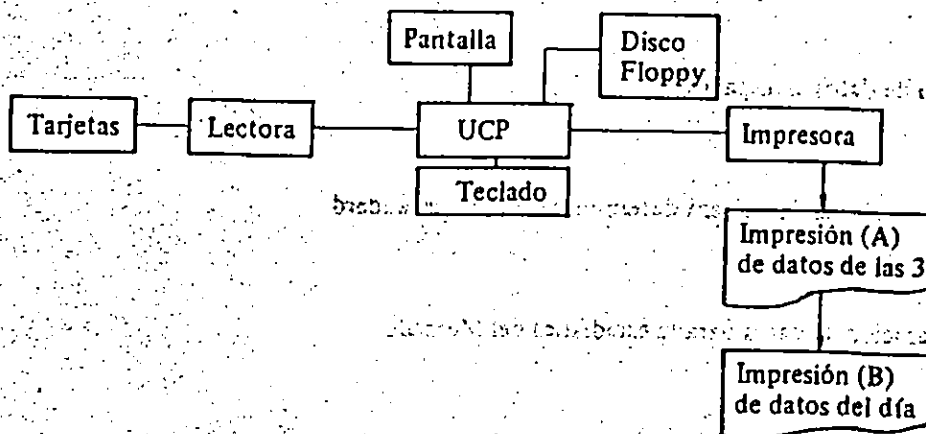 Pantalla
Disco
Floppy,
Tarjetas
Lectora
UCP
Impresora
Teclado
Impresión (A)
de datos de las 3
Impresión (B)
de datos del día